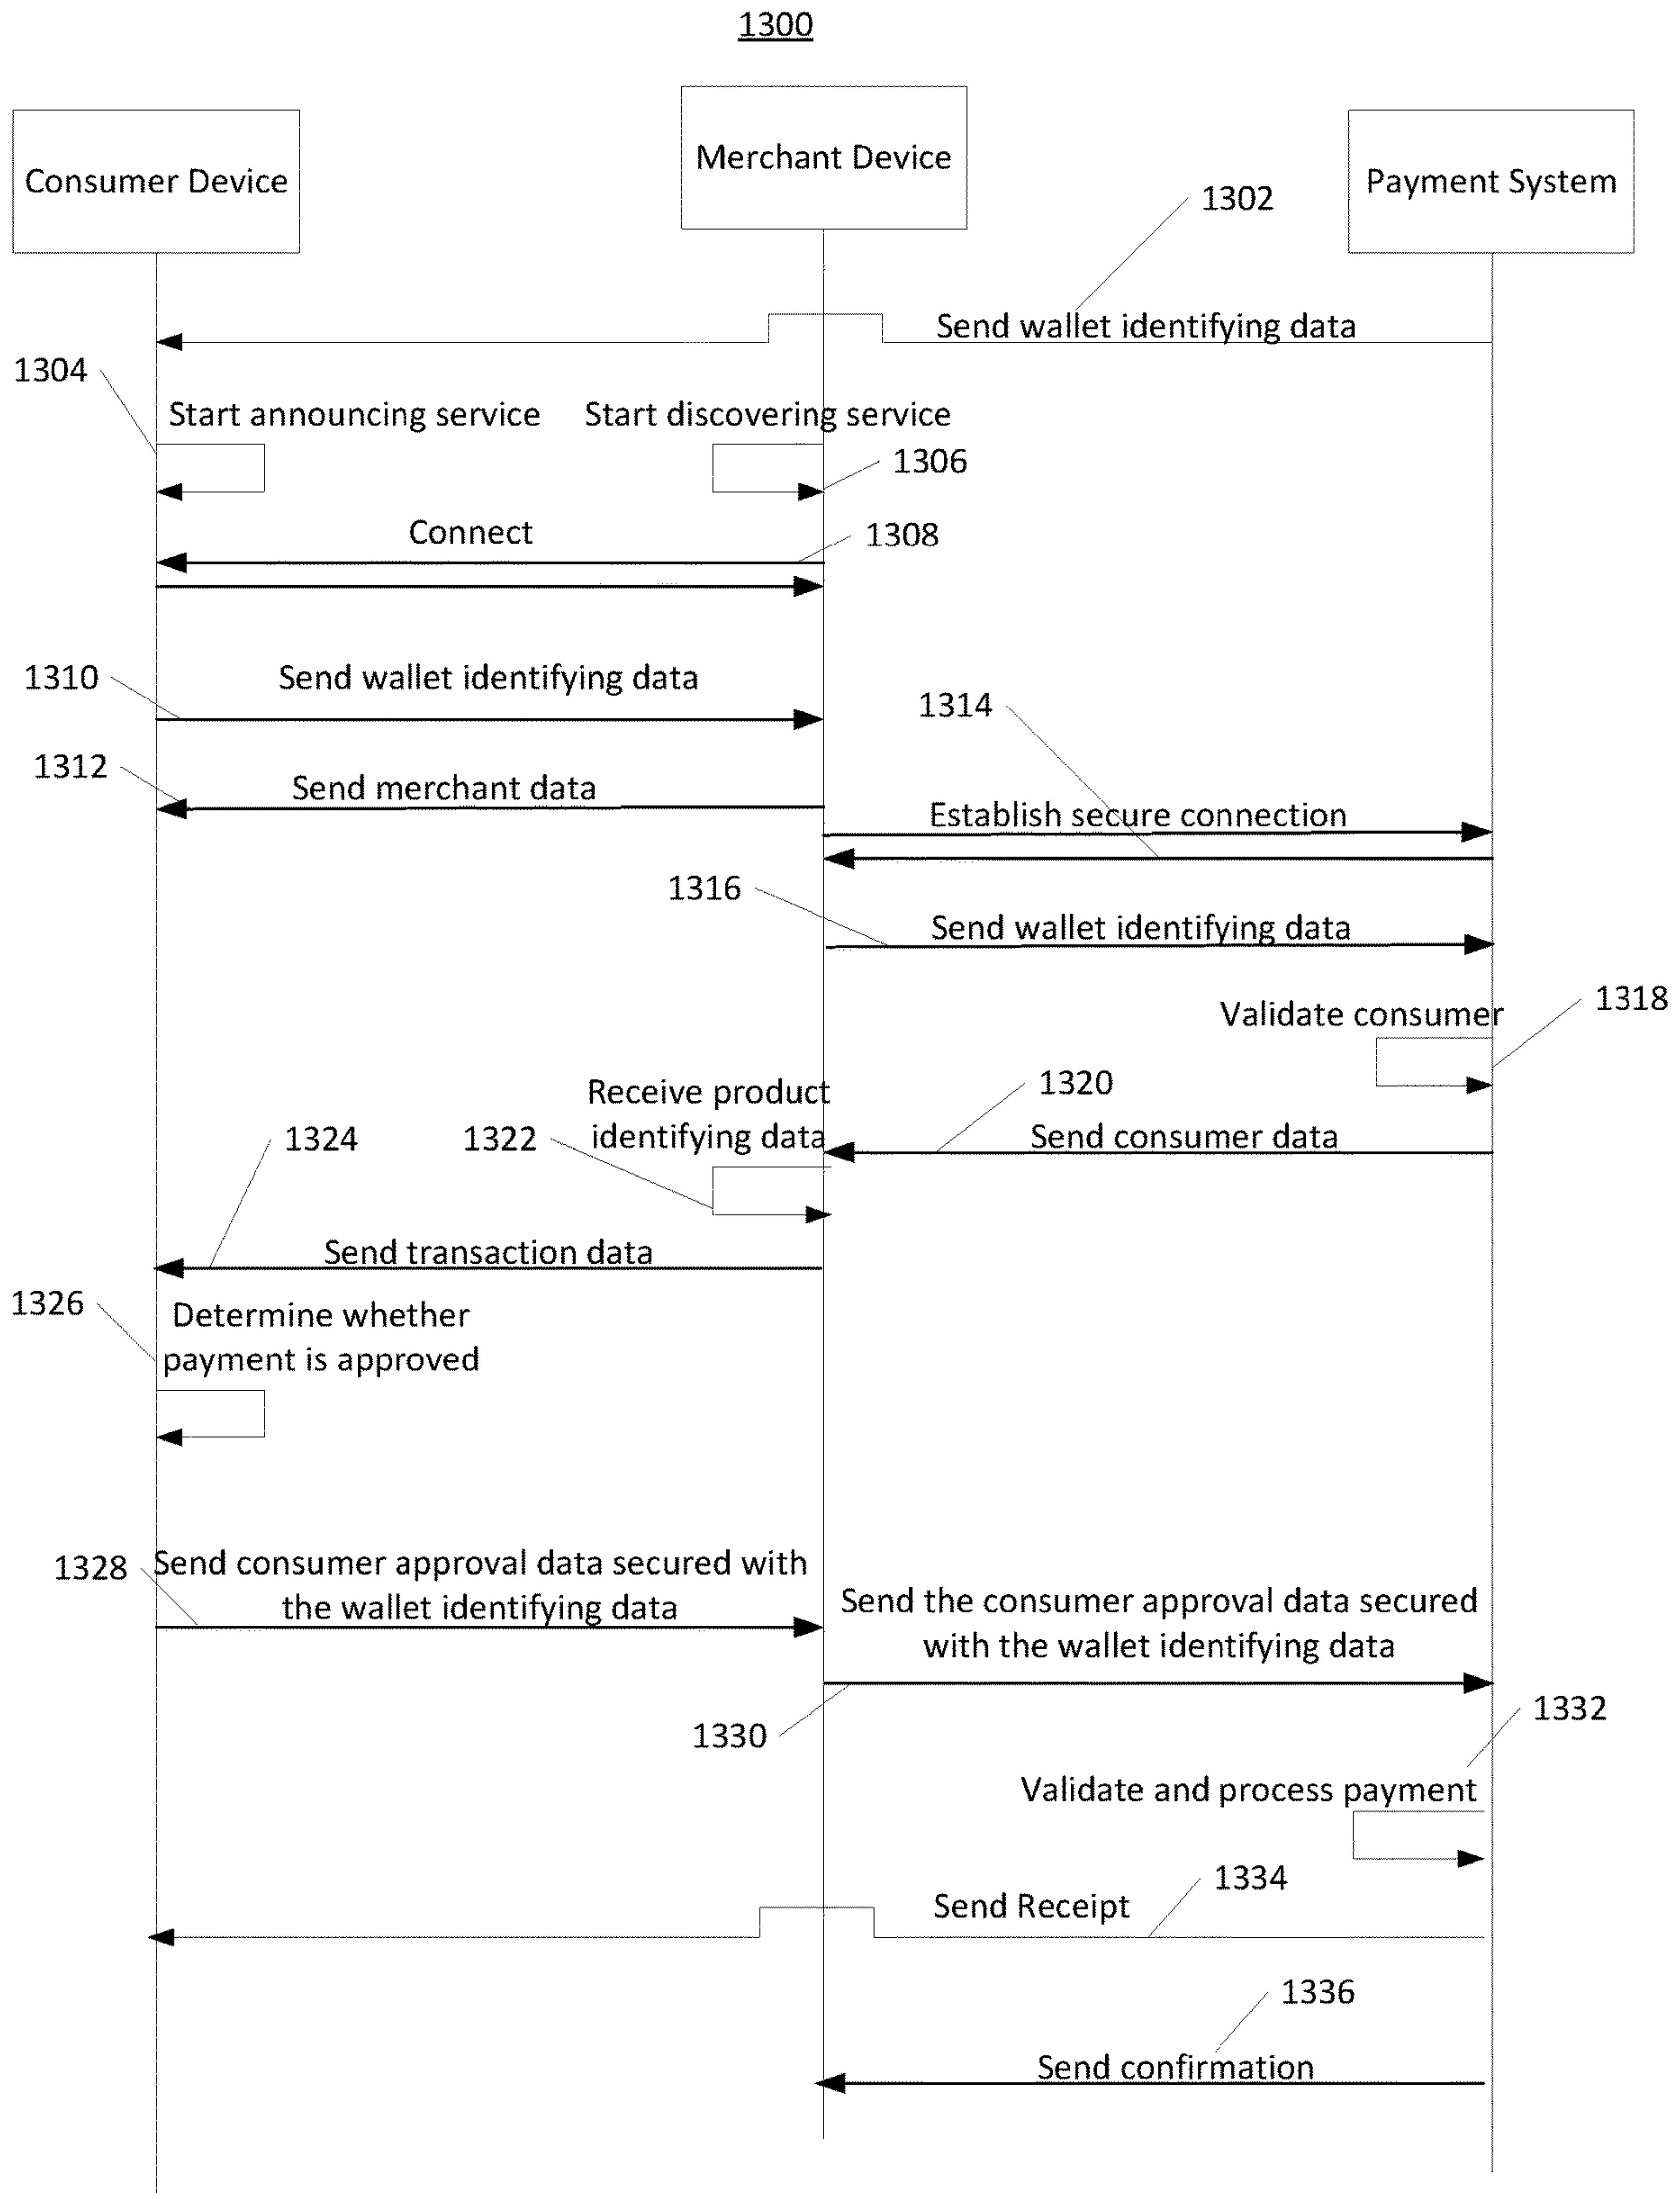 1300
Consumer Device
Merchant Device
Payment System
1302
Send wallet identifying data
1304
Start announcing service
Start discovering service
1306
Connect
1308
1310
Send wallet identifying data
1314
1312
Send merchant data
Establish secure connection
1316
Send wallet identifying data
1318
Validate consumer
1320
Receive product
identifying data
1324
1322
Send consumer data
Send transaction data
1326
Determine whether
payment is approved
1328
Send consumer approval data secured with
the wallet identifying data
Send the consumer approval data secured
with the wallet identifying data
1330
1332
Validate and process payment
1334
Send Receipt
1336
Send confirmation